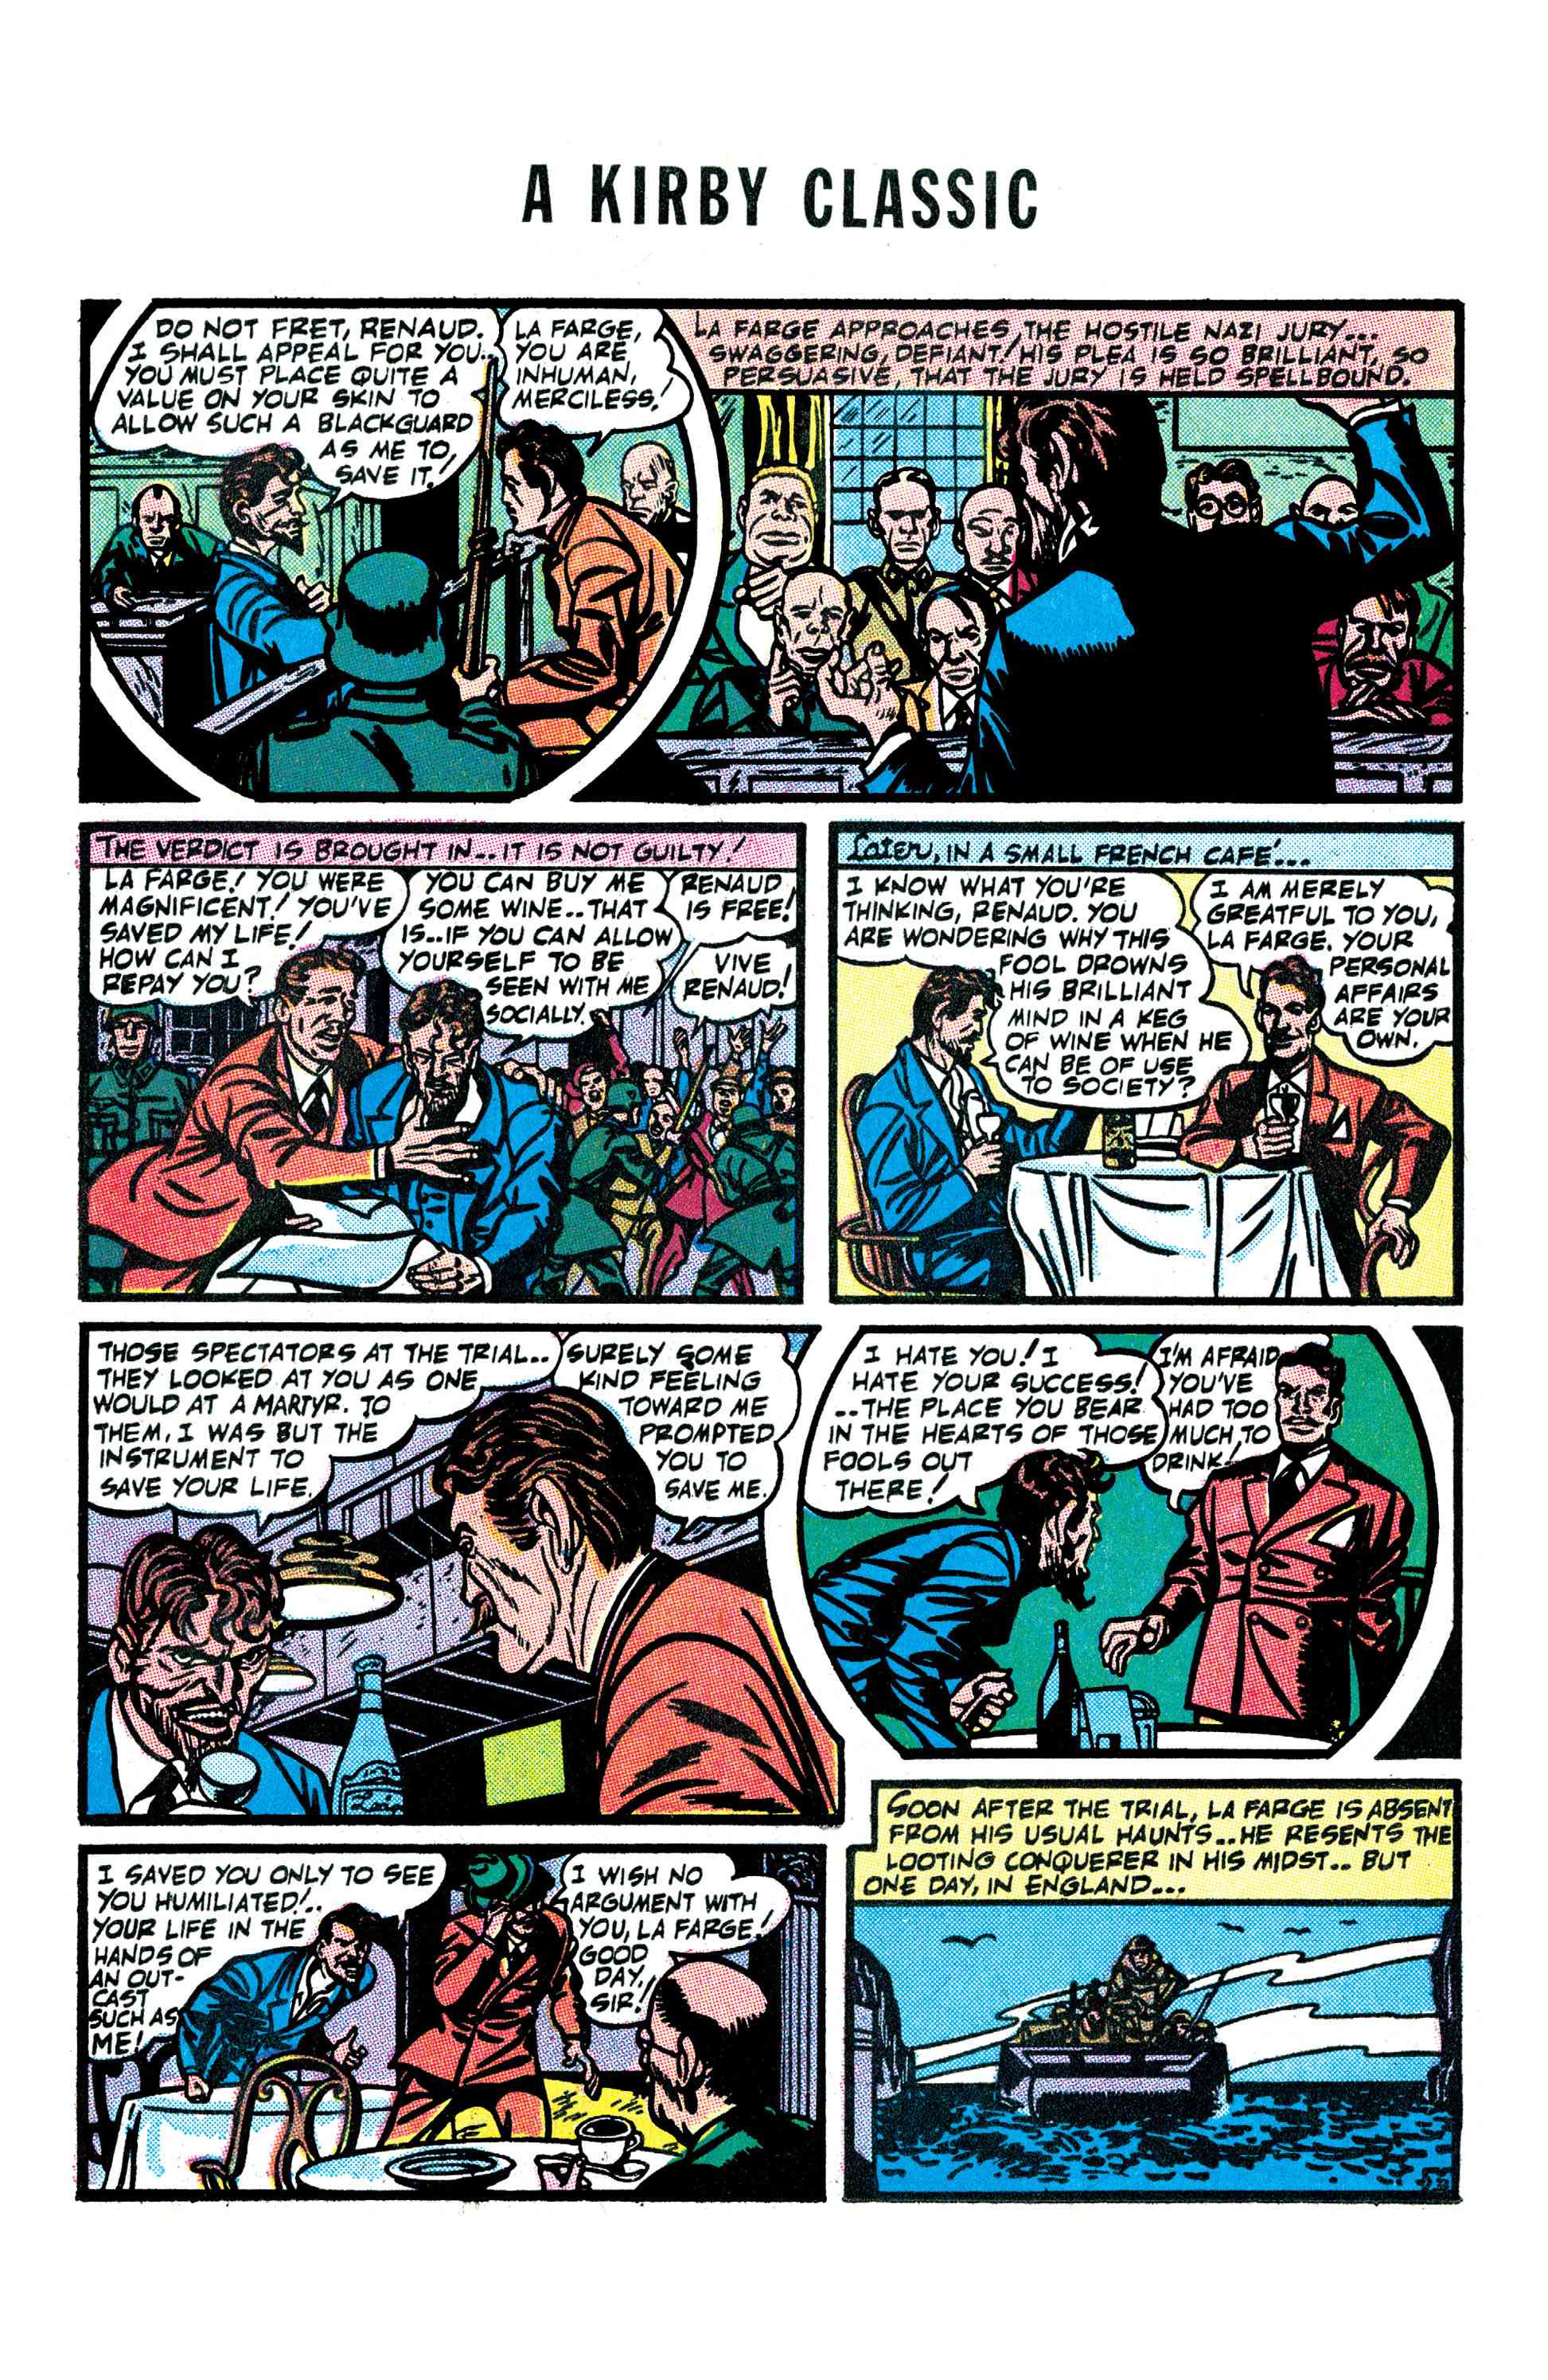 A KIRBY CLASSIC
DO NOT FRET, RENAUD.
I SHALL APPEAL FOR YOU..
YOU MUST PLACE QUITE A
VALUE ON YOUR SKIN TO
ALLOW SUCH A BLACKGUARD
AS ME TO
SAVE IT!
LA FARGE,
YOU ARE
INHUMAN,
MERCILESS!
LA FARGE APPROACHES THE HOSTILE NAZI JURY...
SWAGGERING, DEFIANT! HIS PLEA IS SO BRILLIANT, SO
PERSUASIVE, THAT THE JURY IS HELD SPELLBOUND.
THE VERDICT IS BROUGHT IN.. IT IS NOT GUILTY!
LA FARGE! YOU WERE
MAGNIFICENT! YOU'VE
SAVED MY LIFE!
HOW CAN I
REPAY YOU?
YOU CAN BUY ME
SOME WINE.. THAT
IS.. IF YOU CAN ALLOW
YOURSELF TO BE
SEEN WITH ME
SOCIALLY.
RENAUD
IS FREE!
VIVE
RENAUD!
Later, IN A SMALL FRENCH CAFÉ...
I KNOW WHAT YOU'RE
THINKING, RENAUD. YOU
ARE WONDERING WHY THIS
FOOL DROWNS
HIS BRILLIANT
MIND IN A KEG
OF WINE WHEN HE
CAN BE OF USE
TO SOCIETY?
I AM MERELY
GREATFUL TO YOU,
LA FARGE. YOUR
PERSONAL
AFFAIRS
ARE YOUR
OWN.
THOSE SPECTATORS AT THE TRIAL..
THEY LOOKED AT YOU AS ONE
WOULD AT A MARTYR. TO
THEM, I WAS BUT THE
INSTRUMENT TO
SAVE YOUR LIFE.
SURELY SOME
KIND FEELING
TOWARD ME
PROMPTED
YOU TO
SAVE ME.
I HATE YOU! I
HATE YOUR SUCCESS!
..THE PLACE YOU BEAR
IN THE HEARTS OF THOSE
FOOLS OUT
THERE!
I'M AFRAID
YOU'VE
HAD TOO
MUCH TO
DRINK!
I SAVED YOU ONLY TO SEE
YOU HUMILIATED!..
YOUR LIFE IN THE
HANDS OF
AN OUT-
CAST
SUCH AS
ME!
I WISH NO
ARGUMENT WITH
YOU, LA FARGE!
GOOD
DAY,
SIR!
SOON AFTER THE TRIAL, LA FARGE IS ABSENT
FROM HIS USUAL HAUNTS.. HE RESENTS THE
LOOTING CONQUERER IN HIS MIDST.. BUT
ONE DAY, IN ENGLAND...